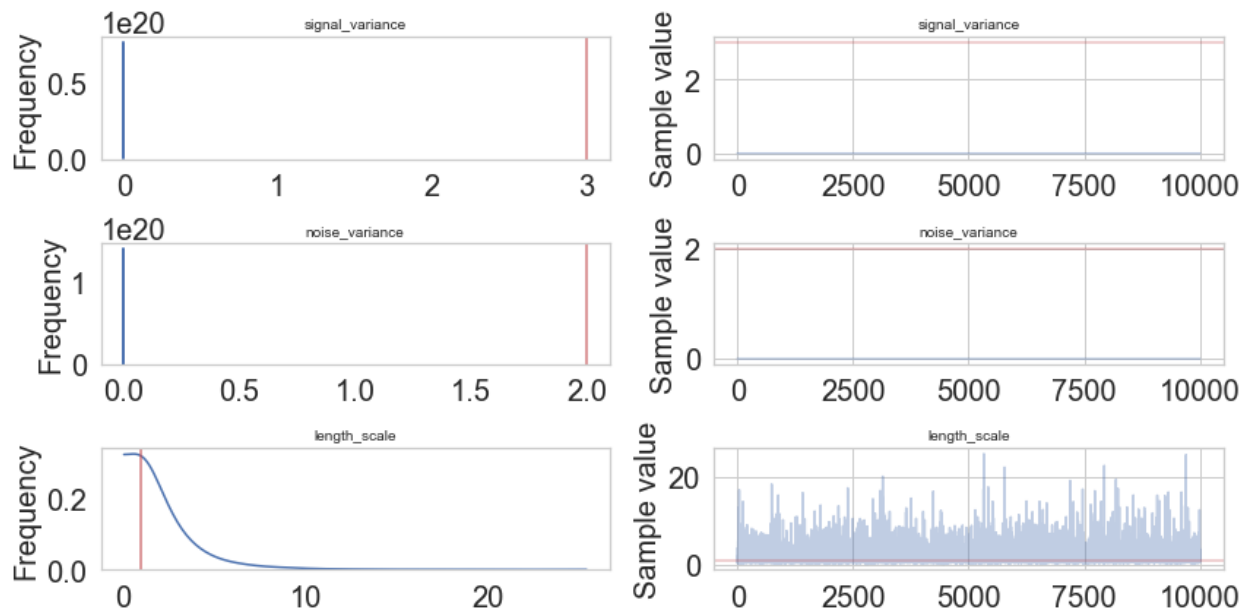 1e20
signal_variance
Frequency
0.5
0.0
0 1 2 3
signal_variance
Sample value
2
0
0 2500 5000 7500 10000
1e20
noise_variance
Frequency
1
0
0.0 0.5 1.0 1.5 2.0
noise_variance
Sample value
2
0
0 2500 5000 7500 10000
length_scale
Frequency
0.2
0.0
0 10 20
length_scale
Sample value
20
0
0 2500 5000 7500 10000